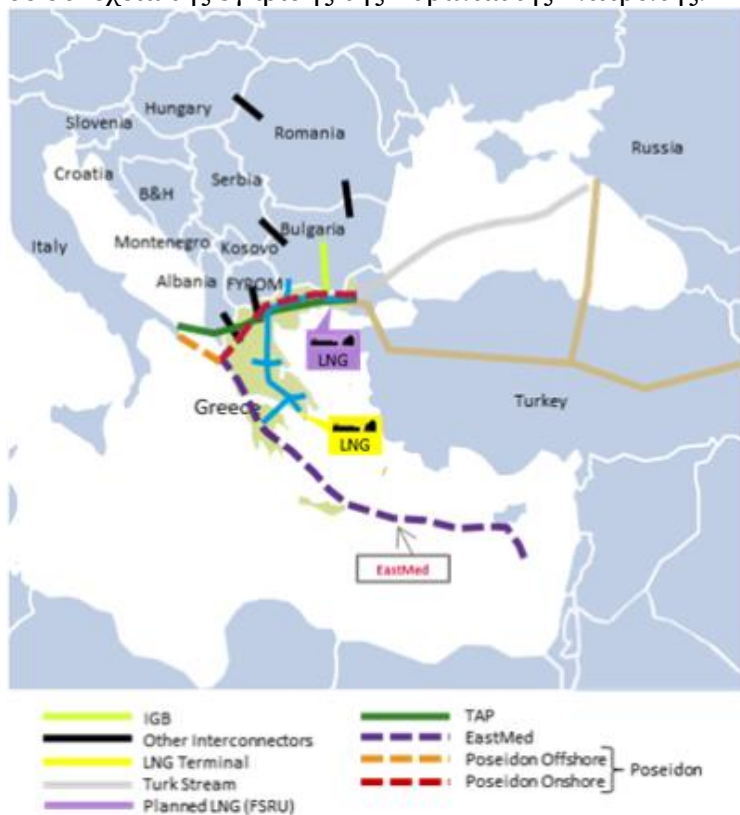 Hungary
Slovenia
Romania
Russia
Croatia
Serbia
B&H
Italy
Montenegro
Kosovo
Bulgaria
Albania
FYROM
LNG
Greece
Turkey
LNG
EastMed
IGB
Other Interconnectors
LNG Terminal
Turk Stream
Planned LNG (FSRU)
TAP
EastMed
Poseidon Offshore
Poseidon Onshore
Poseidon